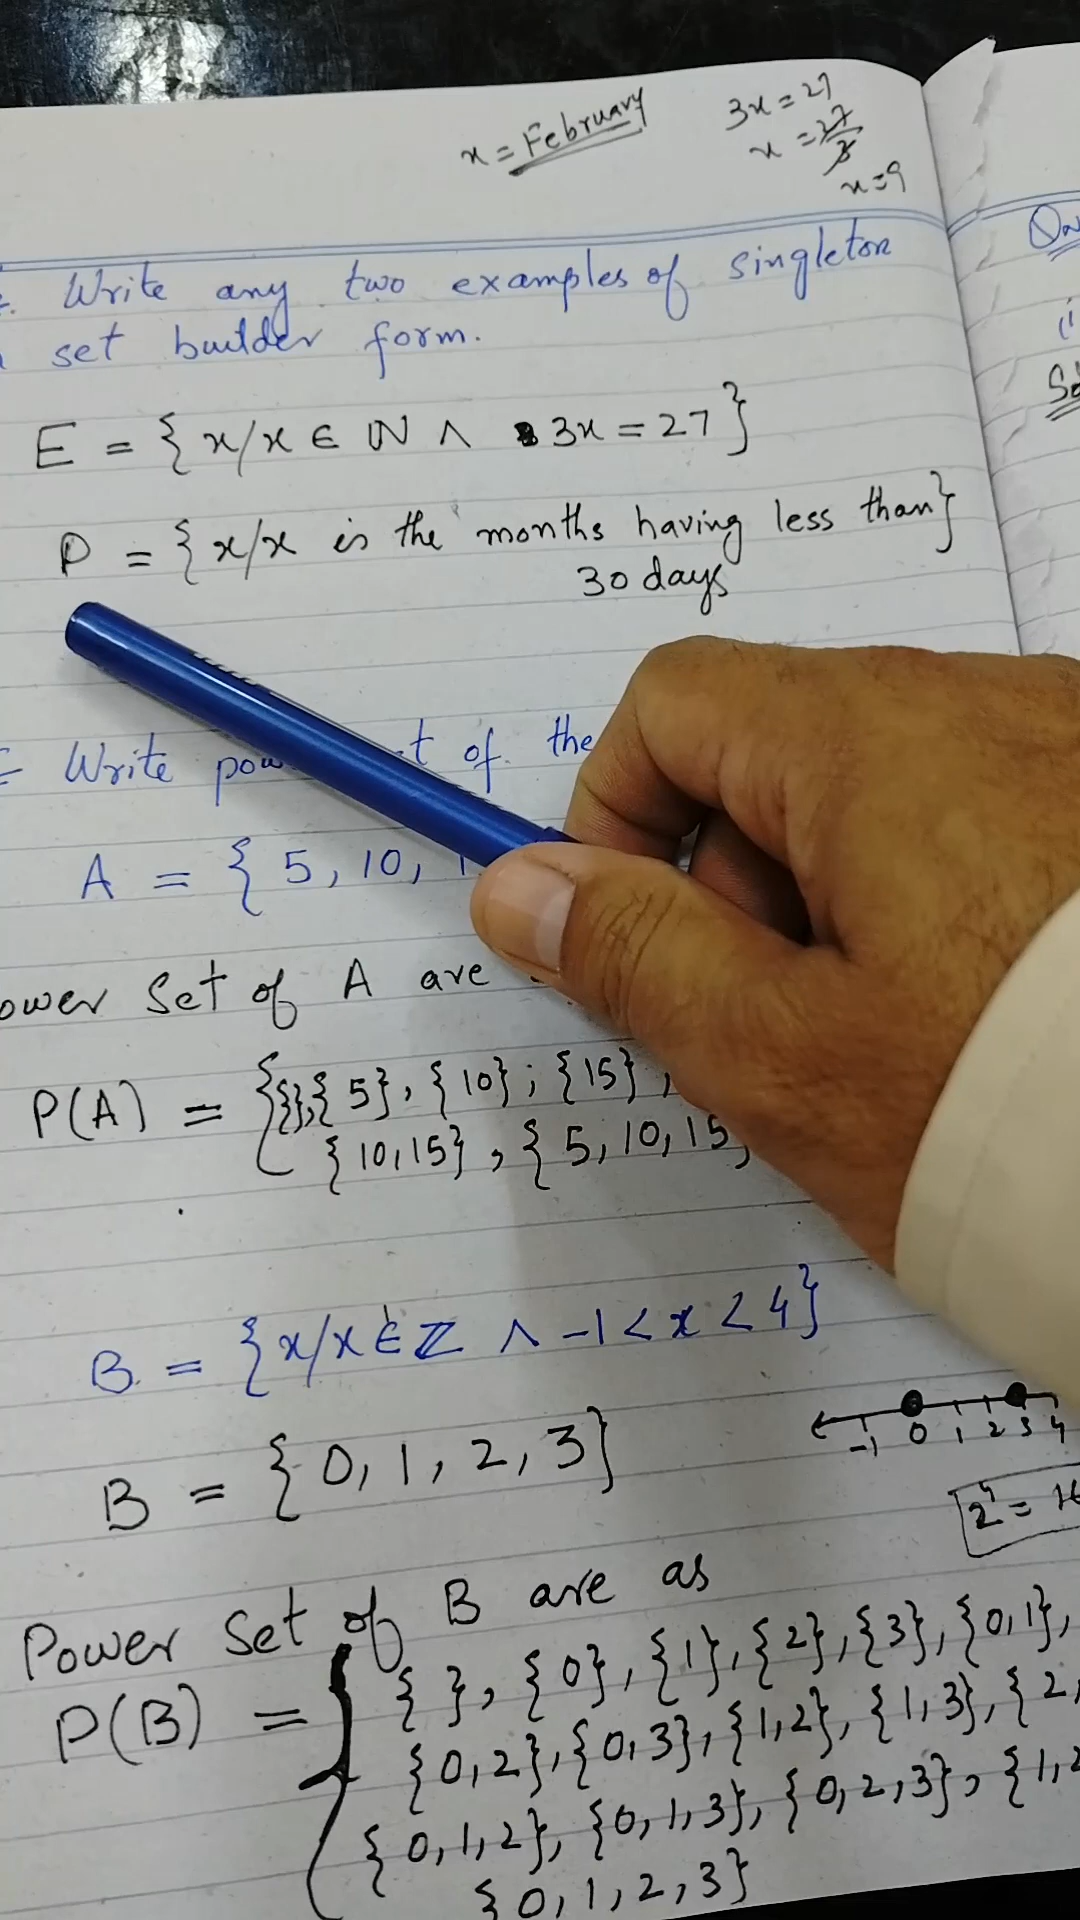 x = February
3x = 27
x = 27/3
x = 9
Write any two examples of singleton
set builder form.
E = {x/x ∈ N ∧ 3x = 27}
P = {x/x is the months having less than}
30 days
Write of the
A = {5, 10,
Power Set of A are
P(A) = {{},{5},{10};{15},
{10,15},{5,10,15
B = {x/x ∈ Z ∧ -1 < x < 4}
B = {0, 1, 2, 3}
-1 0 1 2 3 4
Power Set of B are as
P(B) = { { }, {0}, {1}, {2}, {3}, {0,1},
{0,2}, {0,3}, {1,2}, {1,3}, {2,
{0,1,2}, {0,1,3}, {0,2,3}, {1,2
{0,1,2,3}